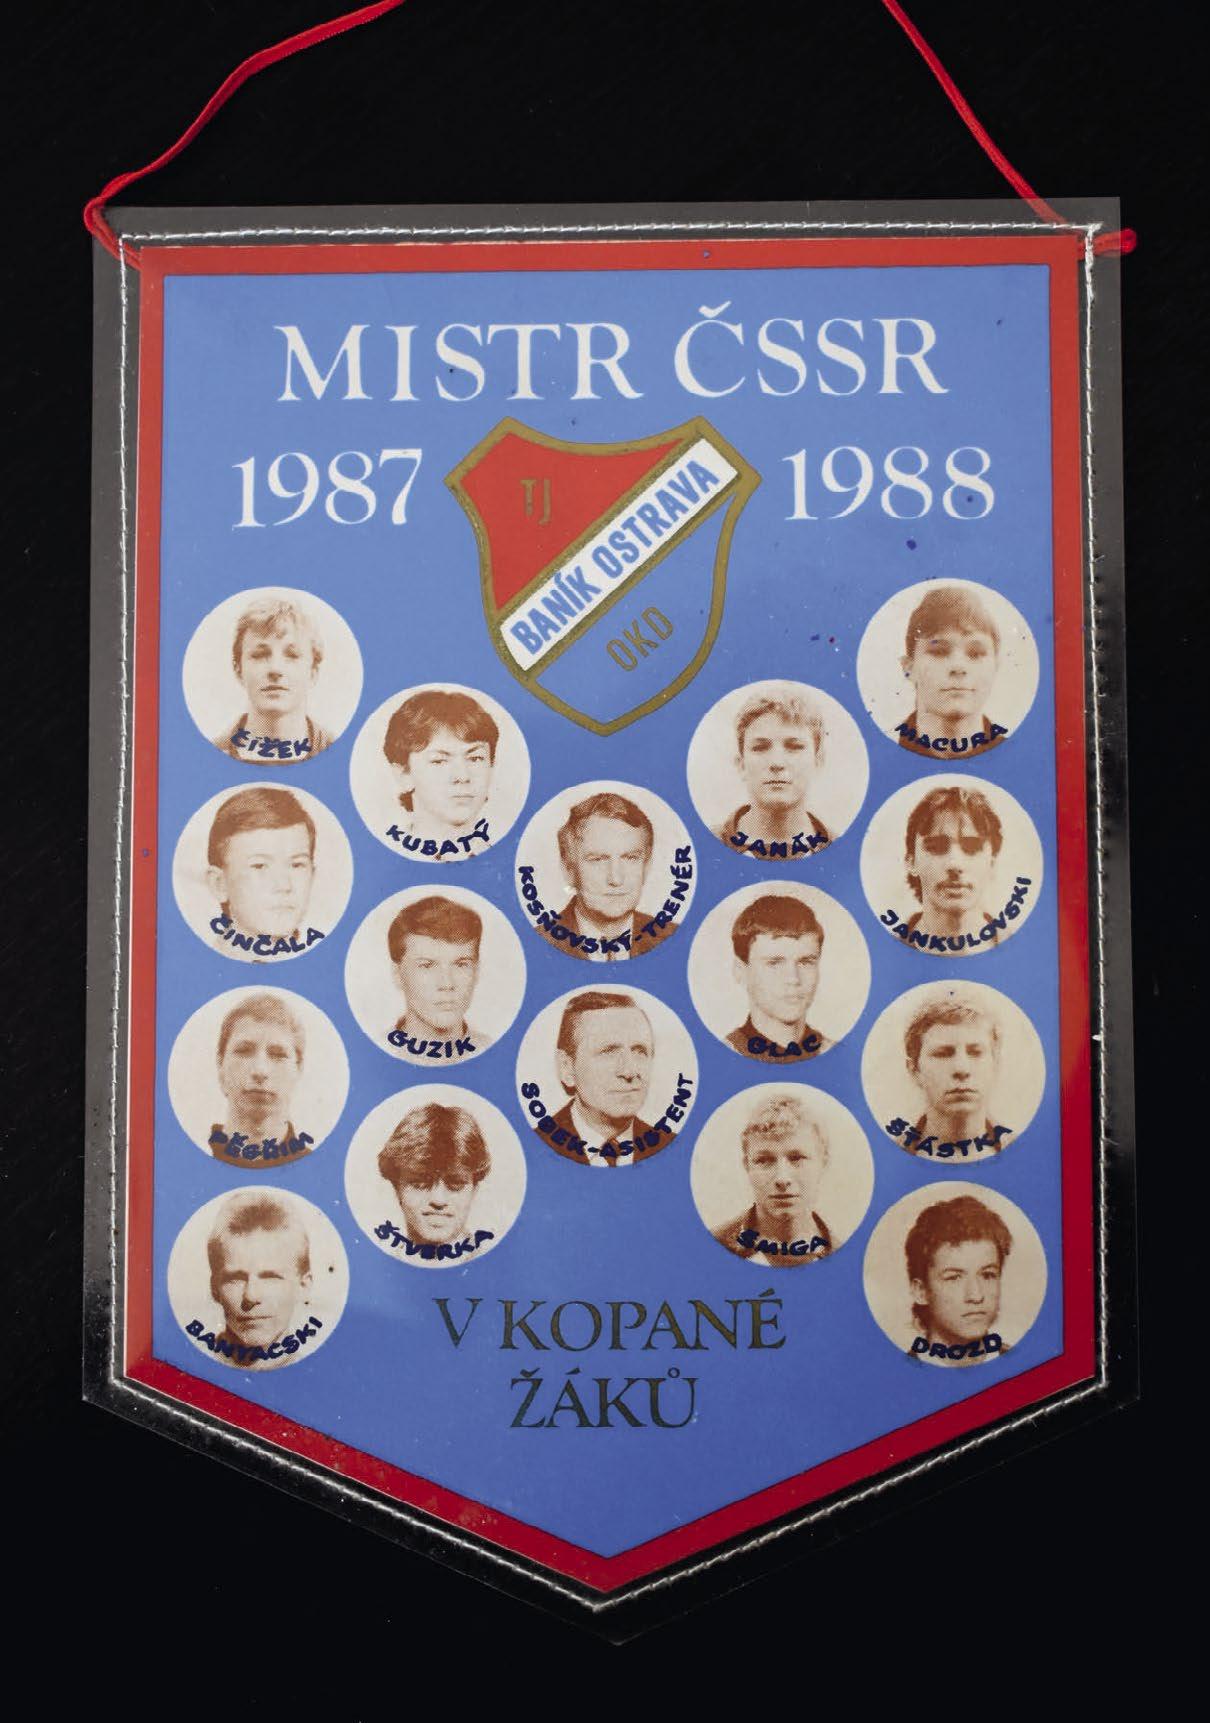 MISTR ČSSR
1987 1988
TJ
BANÍK OSTRAVA
OKD
ČÍŽEK
MACURA
KUBATÝ
JANÁK
ČINČALA
KOSŇOVSKÝ-TRENÉR
JANKULOVSKI
GUZIK
GLAC
SOBEK-ASISTENT
ŠŤÁSTKA
ŠTVERKA
ŠMIGA
BANYACSKI
DROZD
V KOPANÉ
ŽÁKŮ